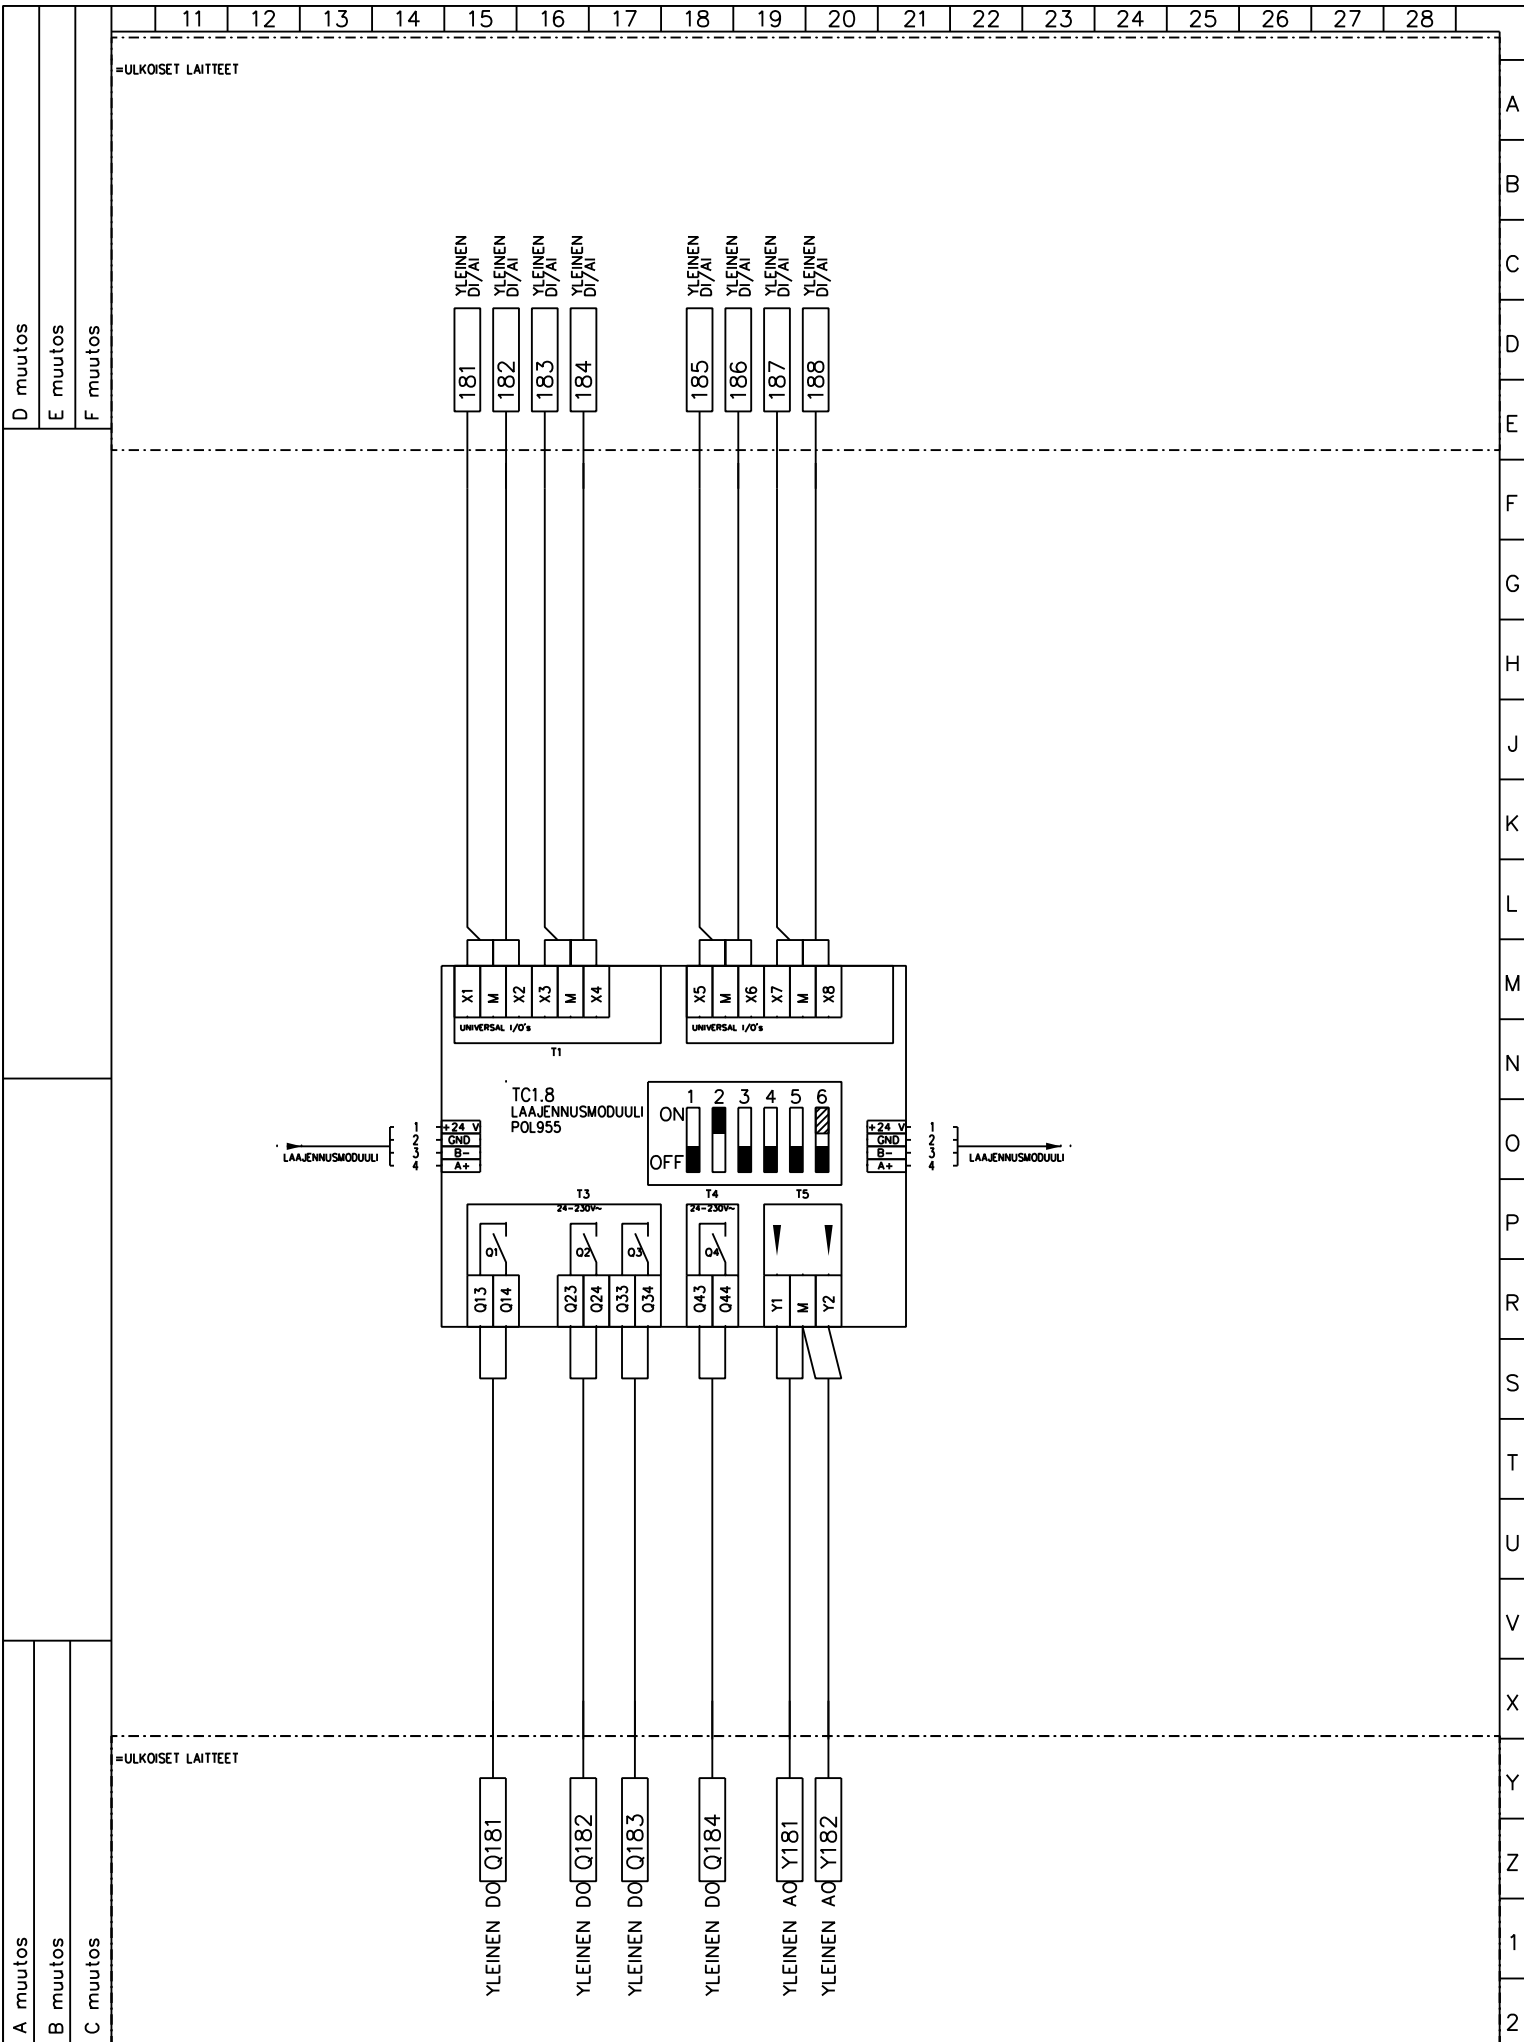 11 12 13 14 15 16 17 18 19 20 21 22 23 24 25 26 27 28
=ULKOISET LAITTEET
A
B
C
D
E
F
G
H
J
K
L
M
N
O
P
R
S
T
U
V
X
Y
Z
1
2
D muutos
E muutos
F muutos
A muutos
B muutos
C muutos
YLEINEN
DI/AI
YLEINEN
DI/AI
YLEINEN
DI/AI
YLEINEN
DI/AI
YLEINEN
DI/AI
YLEINEN
DI/AI
YLEINEN
DI/AI
YLEINEN
DI/AI
181 182 183 184 185 186 187 188
X1 M X2 X3 M X4 X5 M X6 X7 M X8
UNIVERSAL I/O's UNIVERSAL I/O's
T1
TC1.8
LAAJENNUSMODUULI
POL955
1 2 3 4 5 6
ON
OFF
1 +24 V
2 GND
3 B-
4 A+
LAAJENNUSMODUULI
+24 V 1
GND 2
B- 3
A+ 4
LAAJENNUSMODUULI
T3 T4 T5
24-230V~ 24-230V~
Q1 Q2 Q3 Q4
Q13 Q14 Q23 Q24 Q33 Q34 Q43 Q44 Y1 M Y2
=ULKOISET LAITTEET
YLEINEN DO Q181
YLEINEN DO Q182
YLEINEN DO Q183
YLEINEN DO Q184
YLEINEN AO Y181
YLEINEN AO Y182